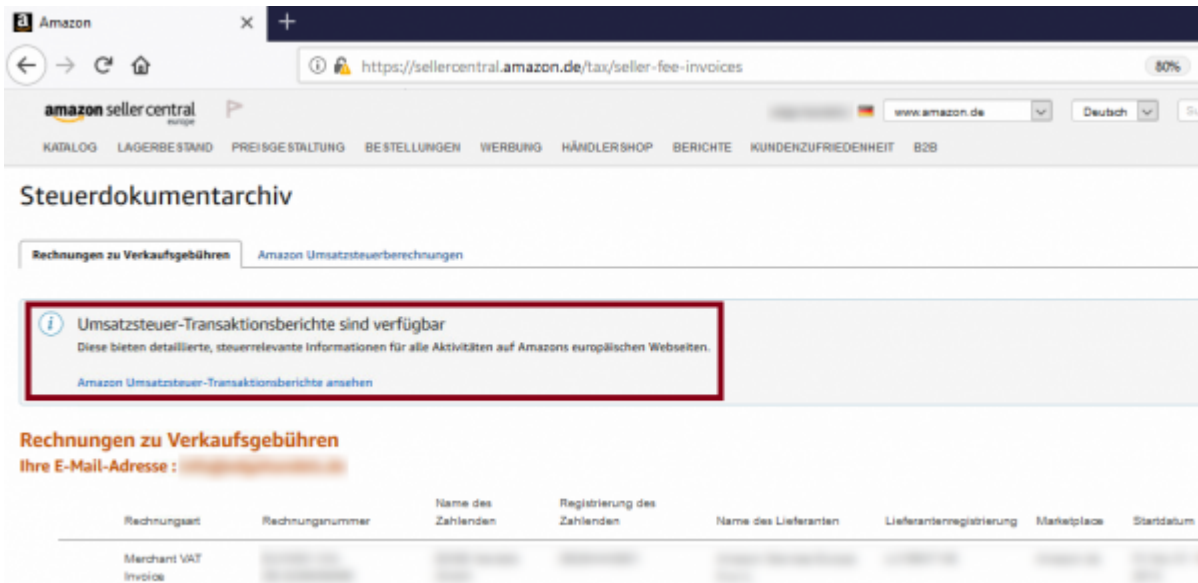 Amazon
https://sellercentral.amazon.de/tax/seller-fee-invoices 80%
amazon seller central
europe
www.amazon.de Deutsch
KATALOG LAGERBESTAND PREISGESTALTUNG BESTELLUNGEN WERBUNG HÄNDLERSHOP BERICHTE KUNDENZUFRIEDENHEIT B2B
Steuerdokumentarchiv
Rechnungen zu Verkaufsgebühren Amazon Umsatzsteuerberechnungen
Umsatzsteuer-Transaktionsberichte sind verfügbar
Diese bieten detaillierte, steuerrelevante Informationen für alle Aktivitäten auf Amazons europäischen Webseiten.
Amazon Umsatzsteuer-Transaktionsberichte ansehen
Rechnungen zu Verkaufsgebühren
Ihre E-Mail-Adresse :
Name des Registrierung des
Rechnungsart Rechnungsnummer Zahlenden Zahlenden Name des Lieferanten Lieferantenregistrierung Marketplace Startdatum
Merchant VAT
Invoice